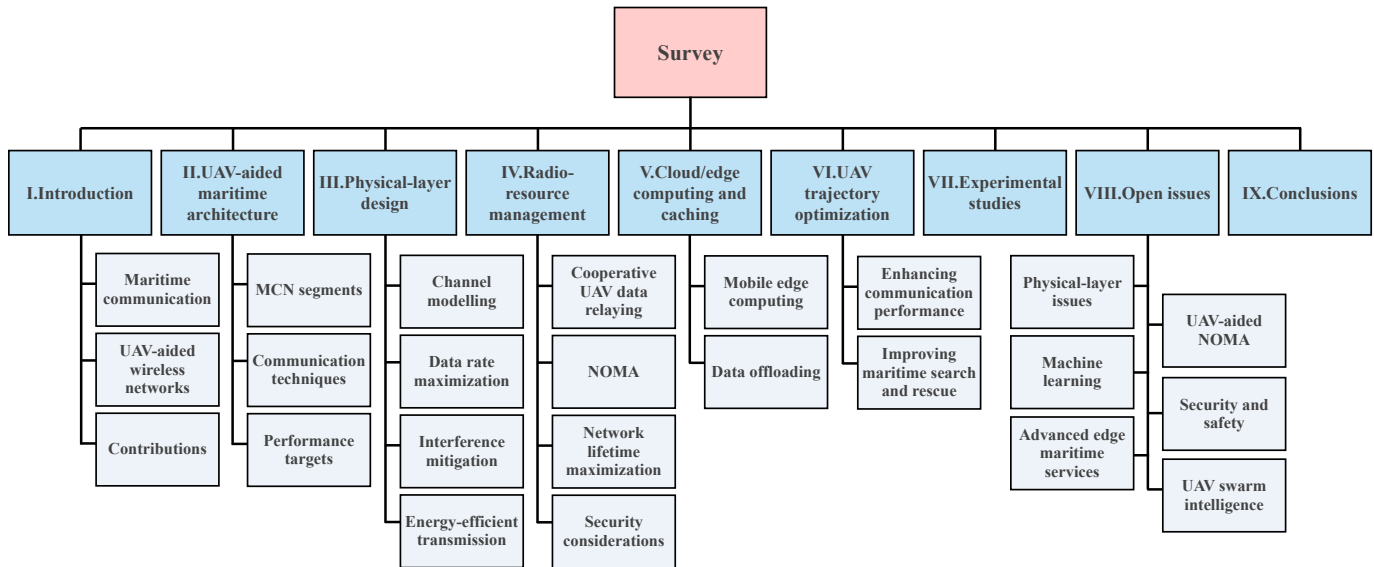 Survey
I.Introduction
II.UAV-aided
maritime
architecture
III.Physical-layer
design
IV.Radio-
resource
management
V.Cloud/edge
computing and
caching
VI.UAV
trajectory
optimization
VII.Experimental
studies
VIII.Open issues
IX.Conclusions
Maritime
communication
UAV-aided
wireless
networks
Contributions
MCN segments
Communication
techniques
Performance
targets
Channel
modelling
Data rate
maximization
Interference
mitigation
Energy-efficient
transmission
Cooperative
UAV data
relaying
NOMA
Network
lifetime
maximization
Security
considerations
Mobile edge
computing
Data offloading
Enhancing
communication
performance
Improving
maritime search
and rescue
Physical-layer
issues
Machine
learning
Advanced edge
maritime
services
UAV-aided
NOMA
Security and
safety
UAV swarm
intelligence